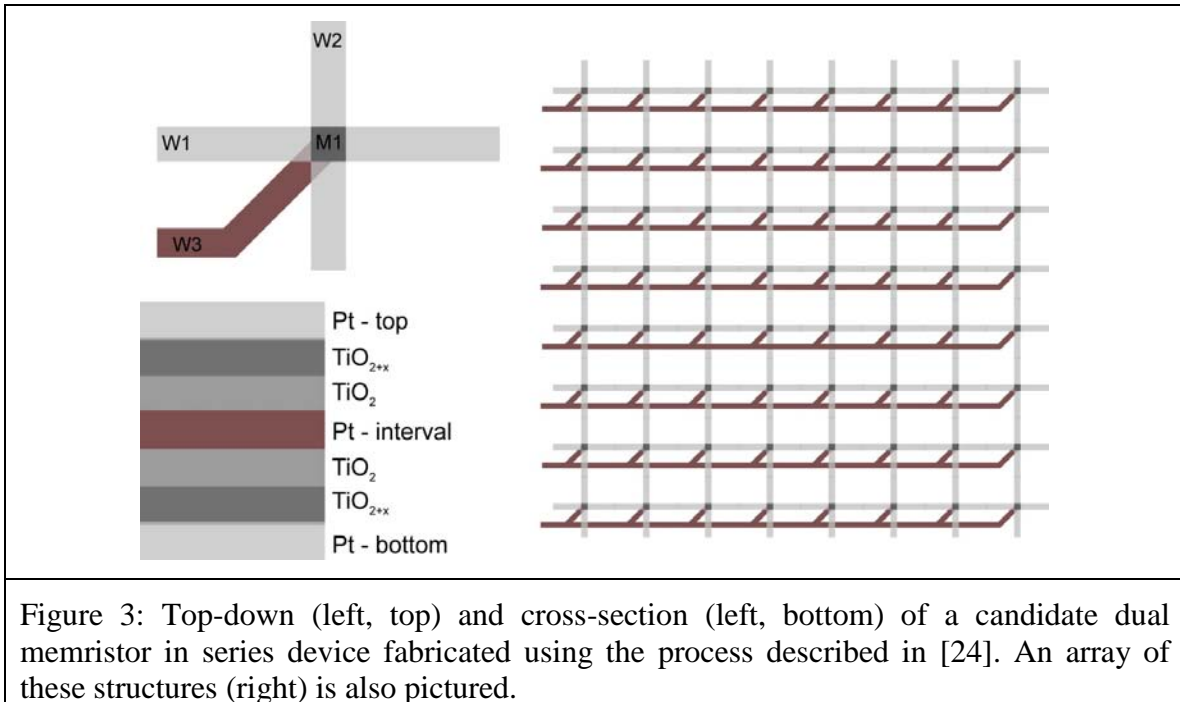 W2
W1
M1
W3
Pt - top
TiO₂₊ₓ
TiO₂
Pt - interval
TiO₂
TiO₂₊ₓ
Pt - bottom
Figure 3: Top-down (left, top) and cross-section (left, bottom) of a candidate dual
memristor in series device fabricated using the process described in [24]. An array of
these structures (right) is also pictured.